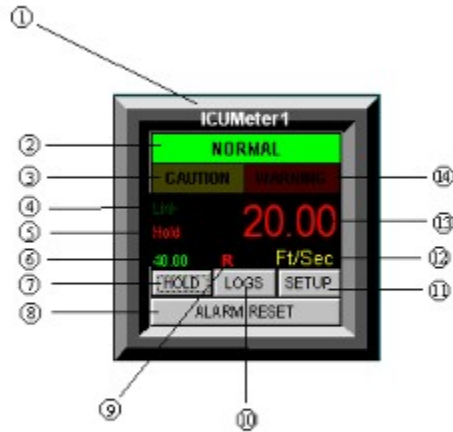 ①
ICUMeter1
② NORMAL
③ CAUTION WARNING ⑭
④ Link
20.00 ⑬
⑤ Hold
⑥ 40.00 R Ft/Sec ⑫
⑦ HOLD LOGS SETUP ⑪
⑧ ALARM RESET
⑨ ⑩